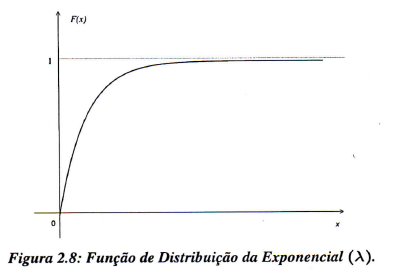 F(x)
1
0
x
Figura 2.8: Função de Distribuição da Exponencial (λ).